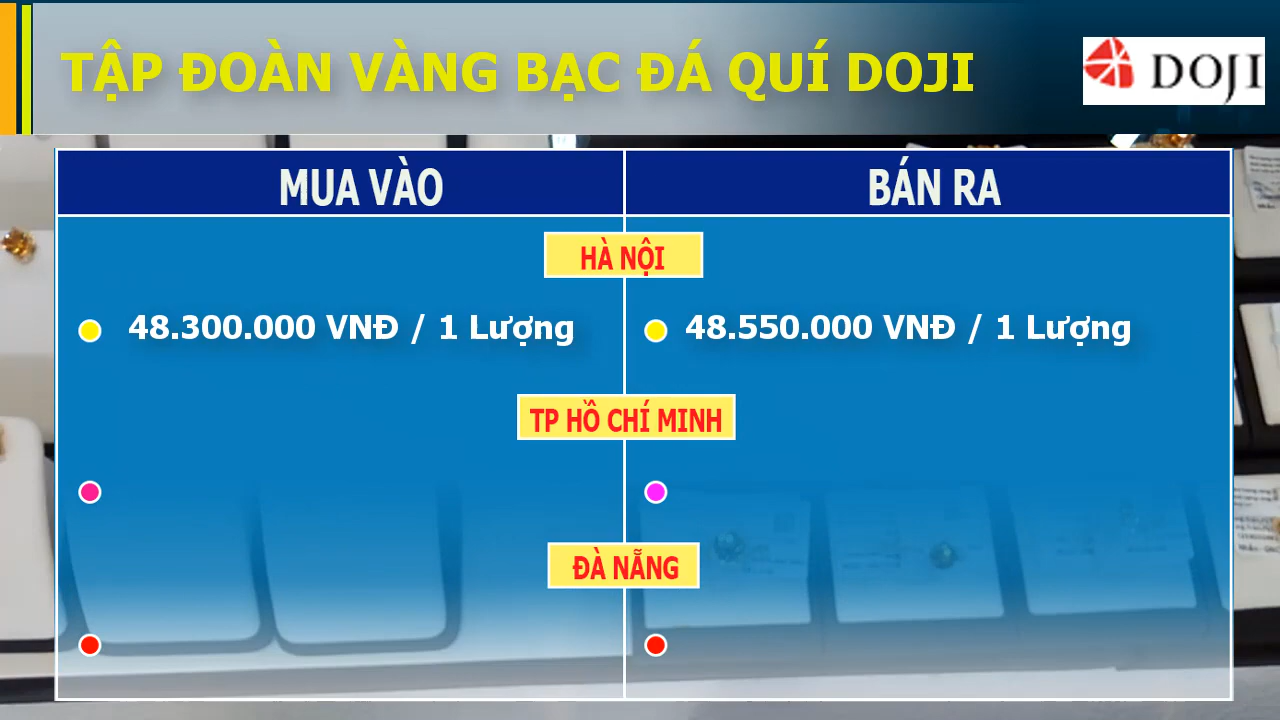 TẬP ĐOÀN VÀNG BẠC ĐÁ QUÍ DOJI
DOJI
MUA VÀO
BÁN RA
HÀ NỘI
48.300.000 VNĐ / 1 Lượng
48.550.000 VNĐ / 1 Lượng
TP HỒ CHÍ MINH
ĐÀ NẴNG